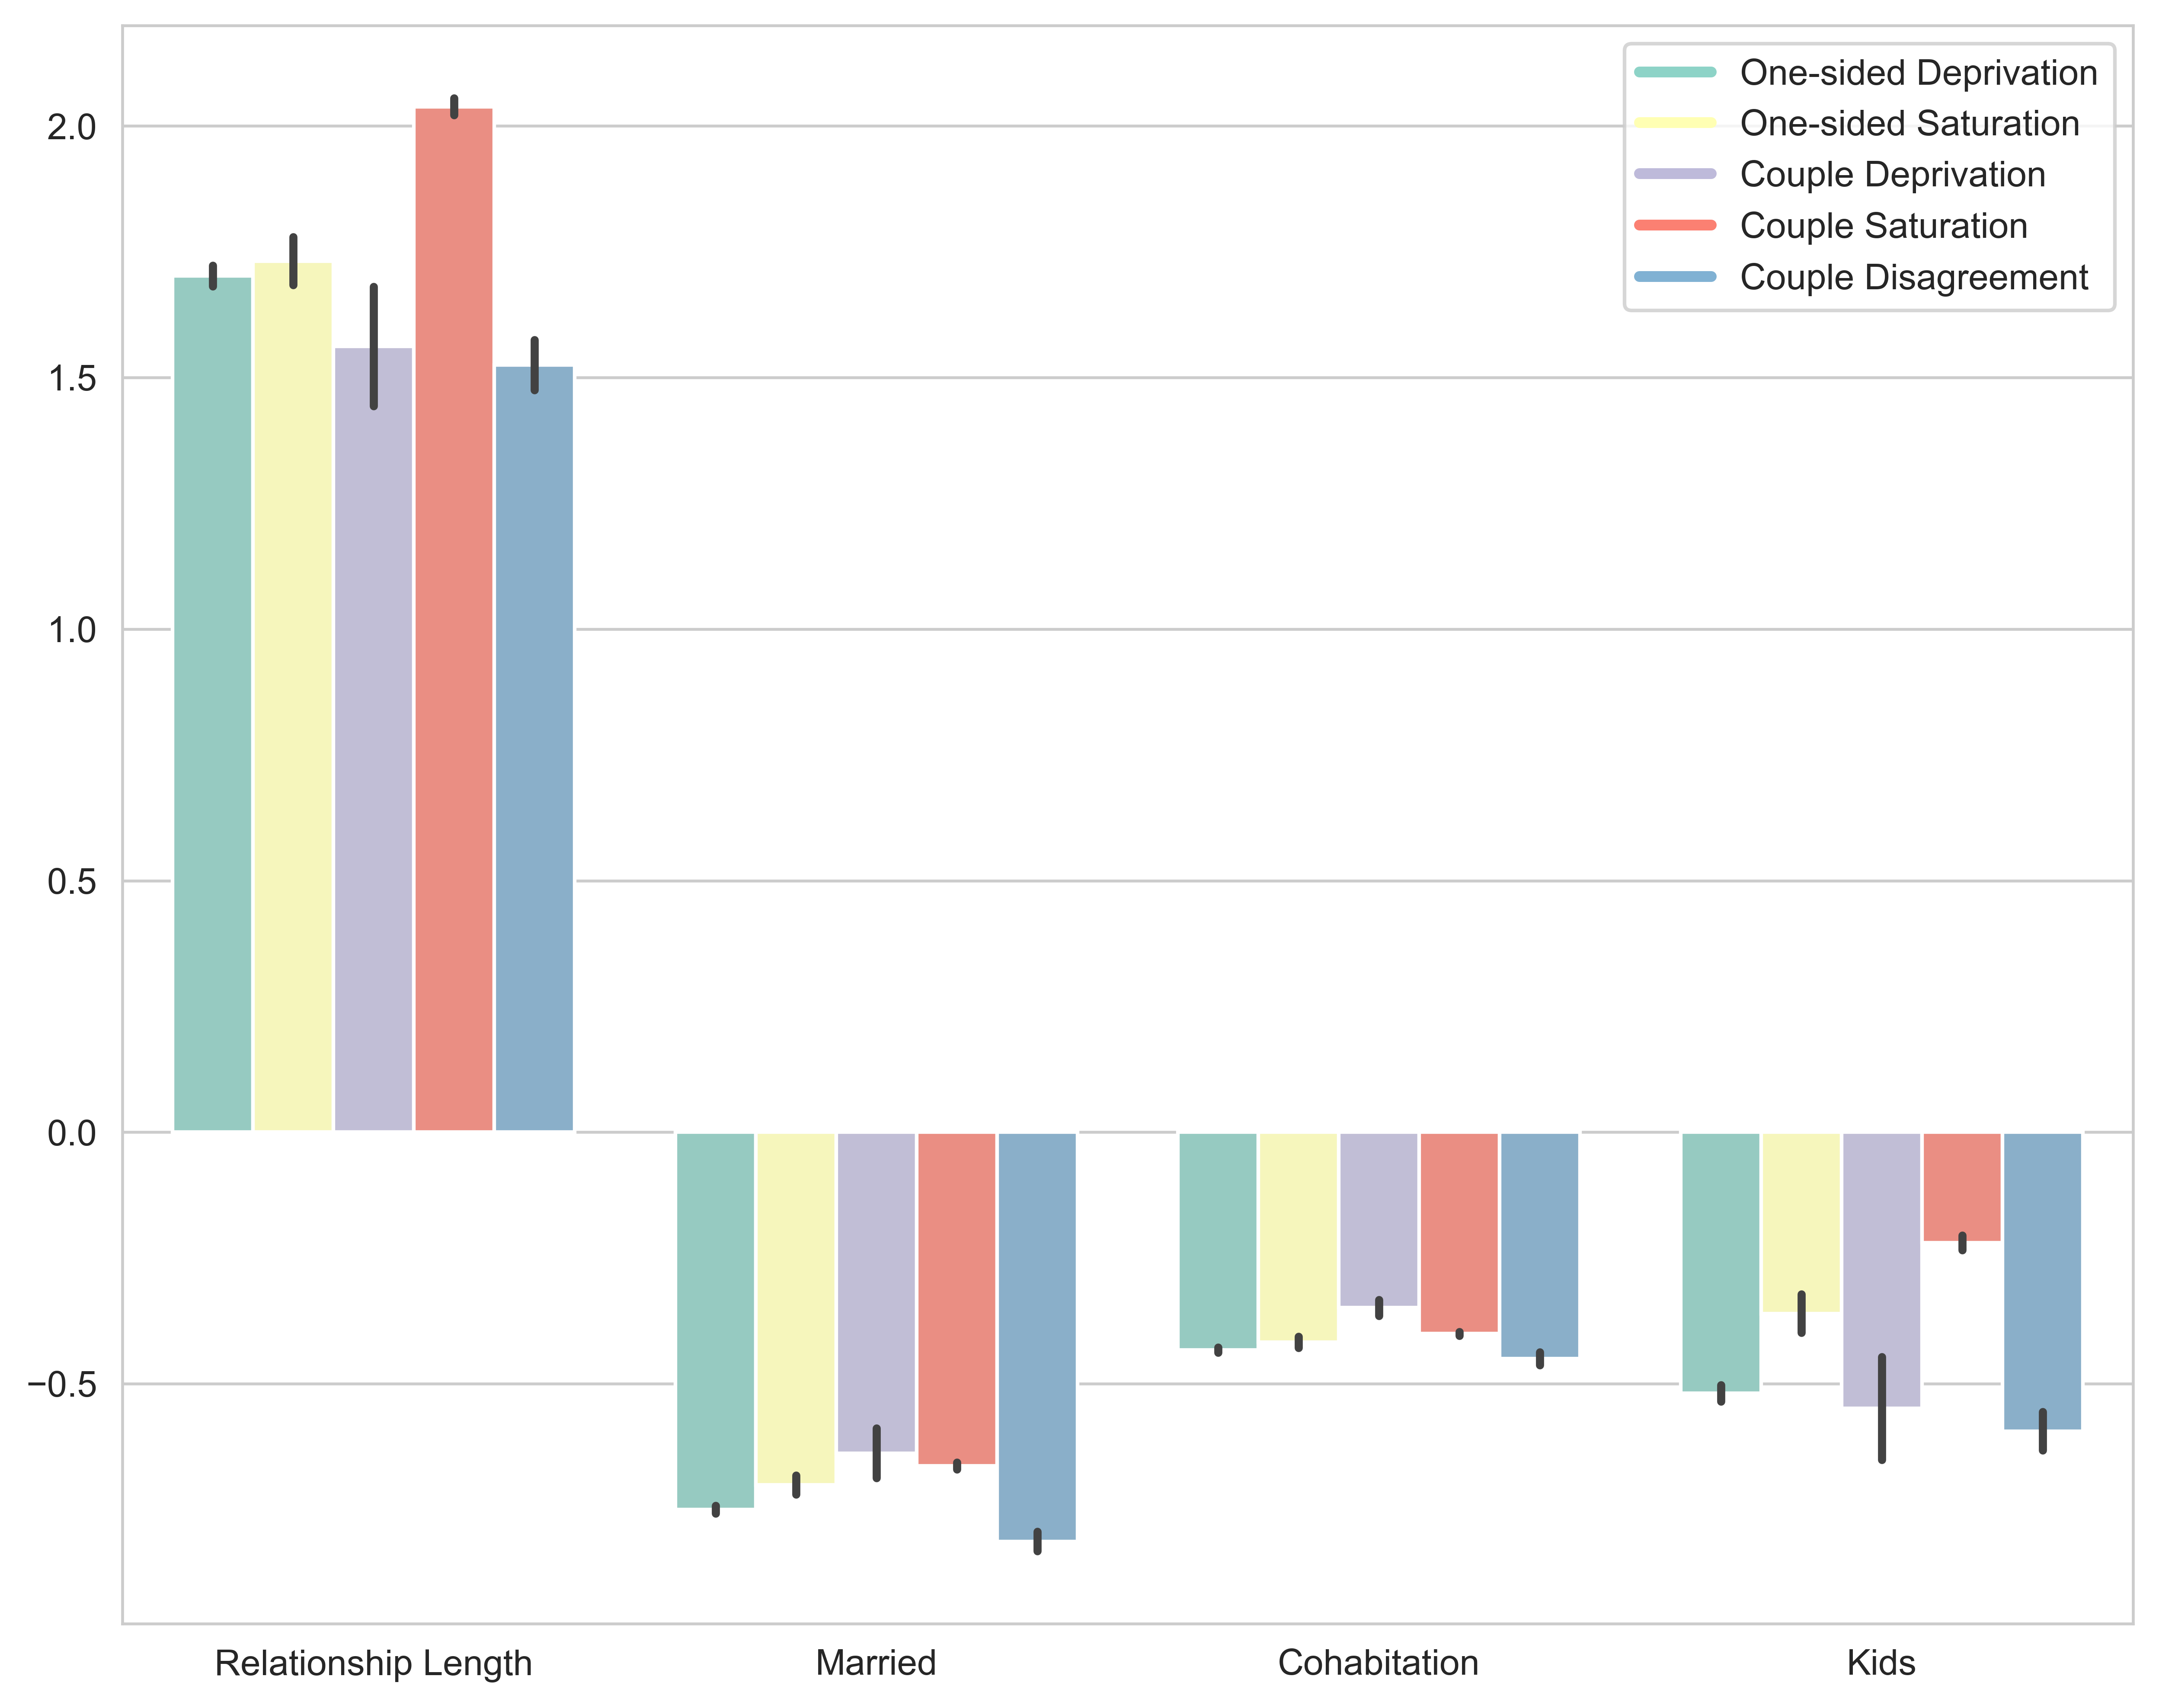 2.0
1.5
1.0
0.5
0.0
−0.5
One-sided Deprivation
One-sided Saturation
Couple Deprivation
Couple Saturation
Couple Disagreement
Relationship Length
Married
Cohabitation
Kids